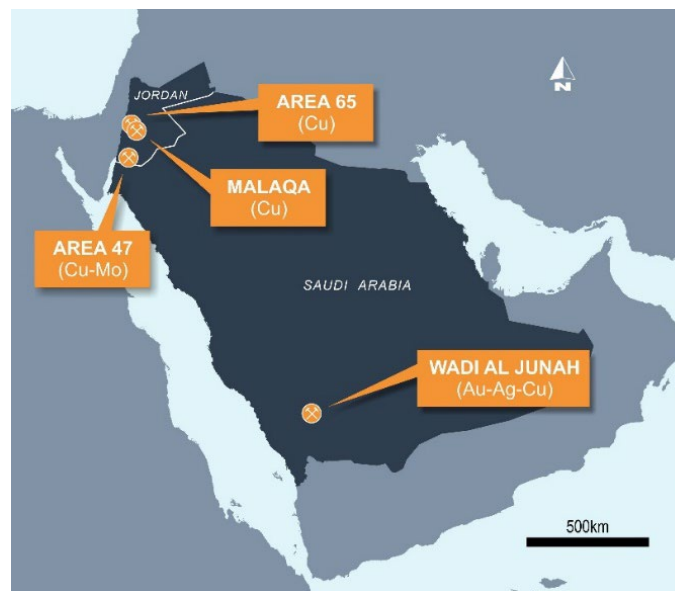 JORDAN
AREA 65
(Cu)
MALAQA
(Cu)
AREA 47
(Cu-Mo)
SAUDI ARABIA
WADI AL JUNAH
(Au-Ag-Cu)
N
500km